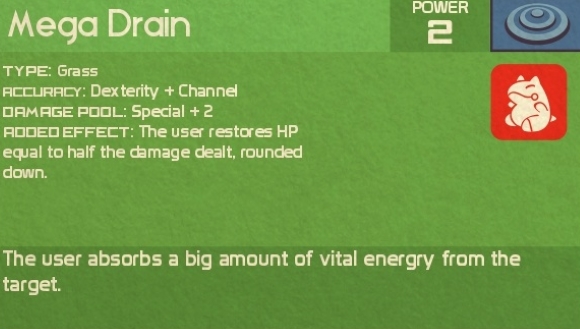 Mega Drain
POWER
2
TYPE: Grass
ACCURACY: Dexterity + Channel
DAMAGE POOL: Special + 2
ADDED EFFECT: The user restores HP
equal to half the damage dealt, rounded
down.
The user absorbs a big amount of vital energry from the
target.